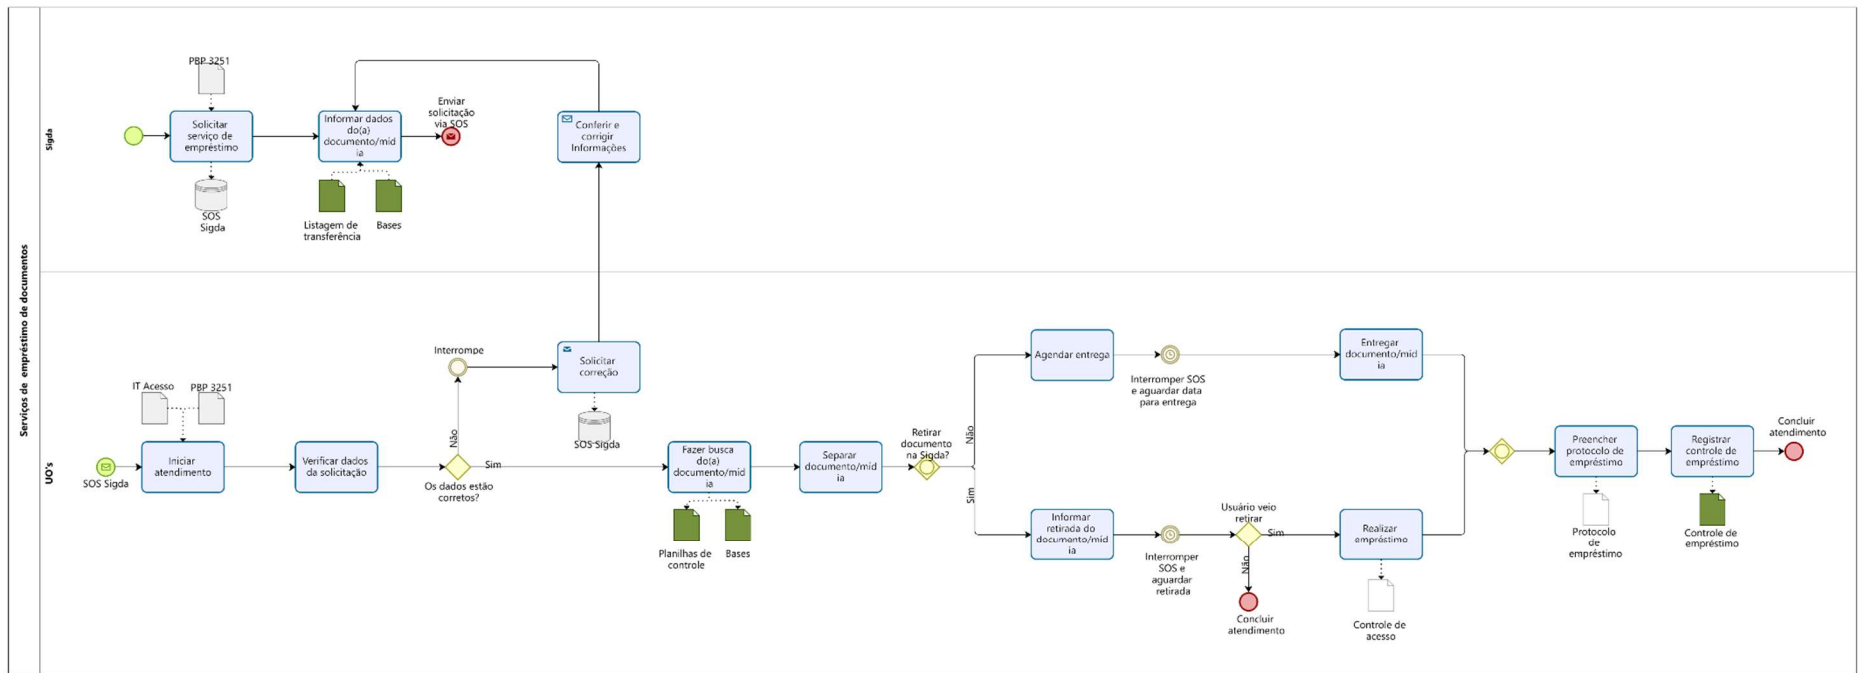 Serviços de empréstimo de documentos
Sigda
PBP 3251
Solicitar
serviço de
empréstimo
SOS
Sigda
Informar dados
do(a)
documento/míd
ia
Listagem de
transferência
Bases
Enviar
solicitação
via SOS
Conferir e
corrigir
Informações
UO's
SOS Sigda
IT Acesso
PBP 3251
Iniciar
atendimento
Verificar dados
da solicitação
Os dados estão
corretos?
Não
Sim
Interrompe
Solicitar
correção
SOS Sigda
Fazer busca
do(a)
documento/míd
ia
Planilhas de
controle
Bases
Separar
documento/míd
ia
Retirar
documento
na Sigda?
Não
Sim
Agendar entrega
Interromper SOS
e aguardar data
para entrega
Entregar
documento/míd
ia
Informar
retirada do
documento/míd
ia
Interromper
SOS e
aguardar
retirada
Usuário veio
retirar
Sim
Não
Concluir
atendimento
Realizar
empréstimo
Controle de
acesso
Preencher
protocolo de
empréstimo
Protocolo
de
empréstimo
Registrar
controle de
empréstimo
Controle de
empréstimo
Concluir
atendimento